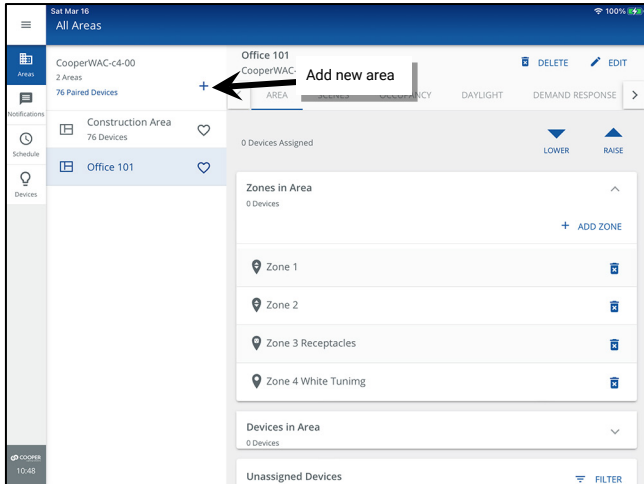 Sat Mar 16
100%
All Areas
Areas
Notifications
Schedule
Devices
COOPER
10:48
CooperWAC-c4-00
2 Areas
76 Paired Devices
+
Construction Area
76 Devices
Office 101
Add new area
Office 101
CooperWAC-
DELETE
EDIT
AREA
SCENES
OCCUPANCY
DAYLIGHT
DEMAND RESPONSE
0 Devices Assigned
LOWER
RAISE
Zones in Area
0 Devices
+ ADD ZONE
Zone 1
Zone 2
Zone 3 Receptacles
Zone 4 White Tunimg
Devices in Area
0 Devices
Unassigned Devices
FILTER